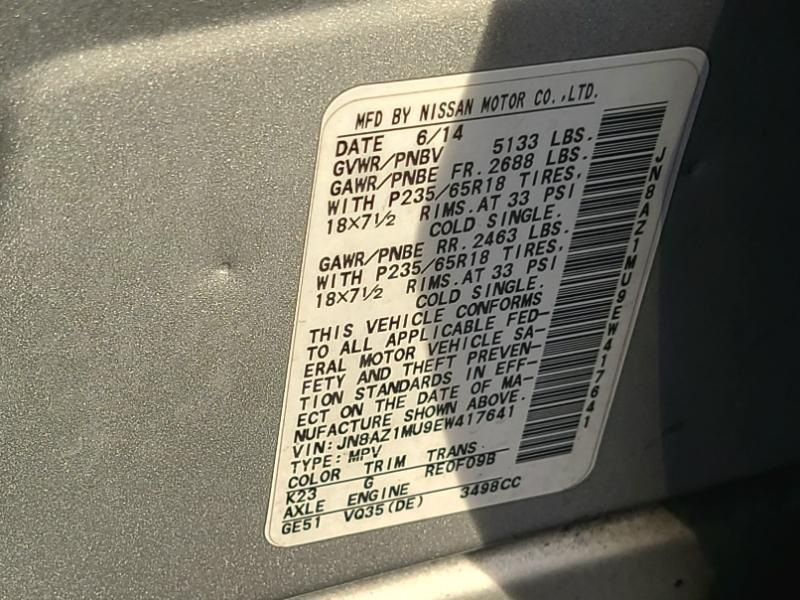 MFD BY NISSAN MOTOR CO.,LTD.
DATE 6/14
GVWR/PNBV 5133 LBS.
GAWR/PNBE FR. 2688 LBS.
WITH P235/65R18 TIRES,
18×7½ RIMS.AT 33 PSI
COLD SINGLE.
GAWR/PNBE RR. 2463 LBS.
WITH P235/65R18 TIRES,
18×7½ RIMS.AT 33 PSI
COLD SINGLE.
THIS VEHICLE CONFORMS
TO ALL APPLICABLE FED-
ERAL MOTOR VEHICLE SA-
FETY AND THEFT PREVEN-
TION STANDARDS IN EFF-
ECT ON THE DATE OF MA-
NUFACTURE SHOWN ABOVE.
VIN:JN8AZ1MU9EW417641
TYPE: MPV
COLOR TRIM TRANS
K23 G RE0F09B
AXLE ENGINE
GE51 VQ35(DE) 3498CC
JN8AZ1MU9EW417641